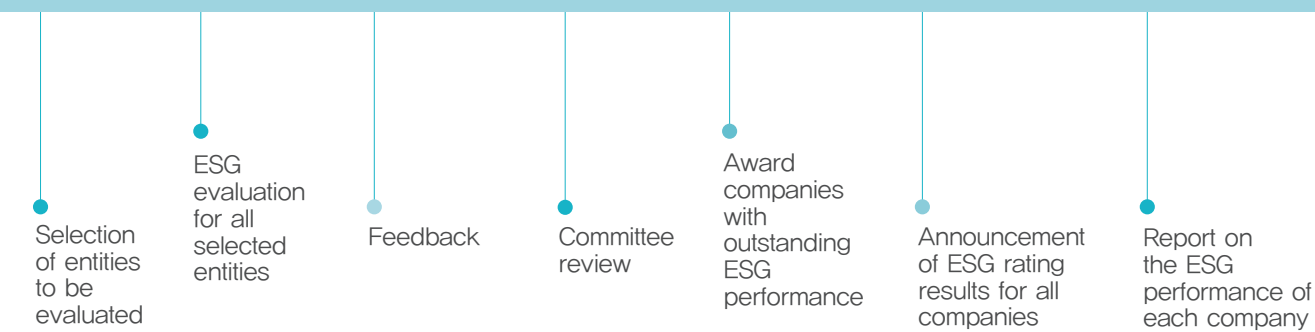 Selection
of entities
to be
evaluated
ESG
evaluation
for all
selected
entities
Feedback
Committee
review
Award
companies
with
outstanding
ESG
performance
Announcement
of ESG rating
results for all
companies
Report on
the ESG
performance of
each company